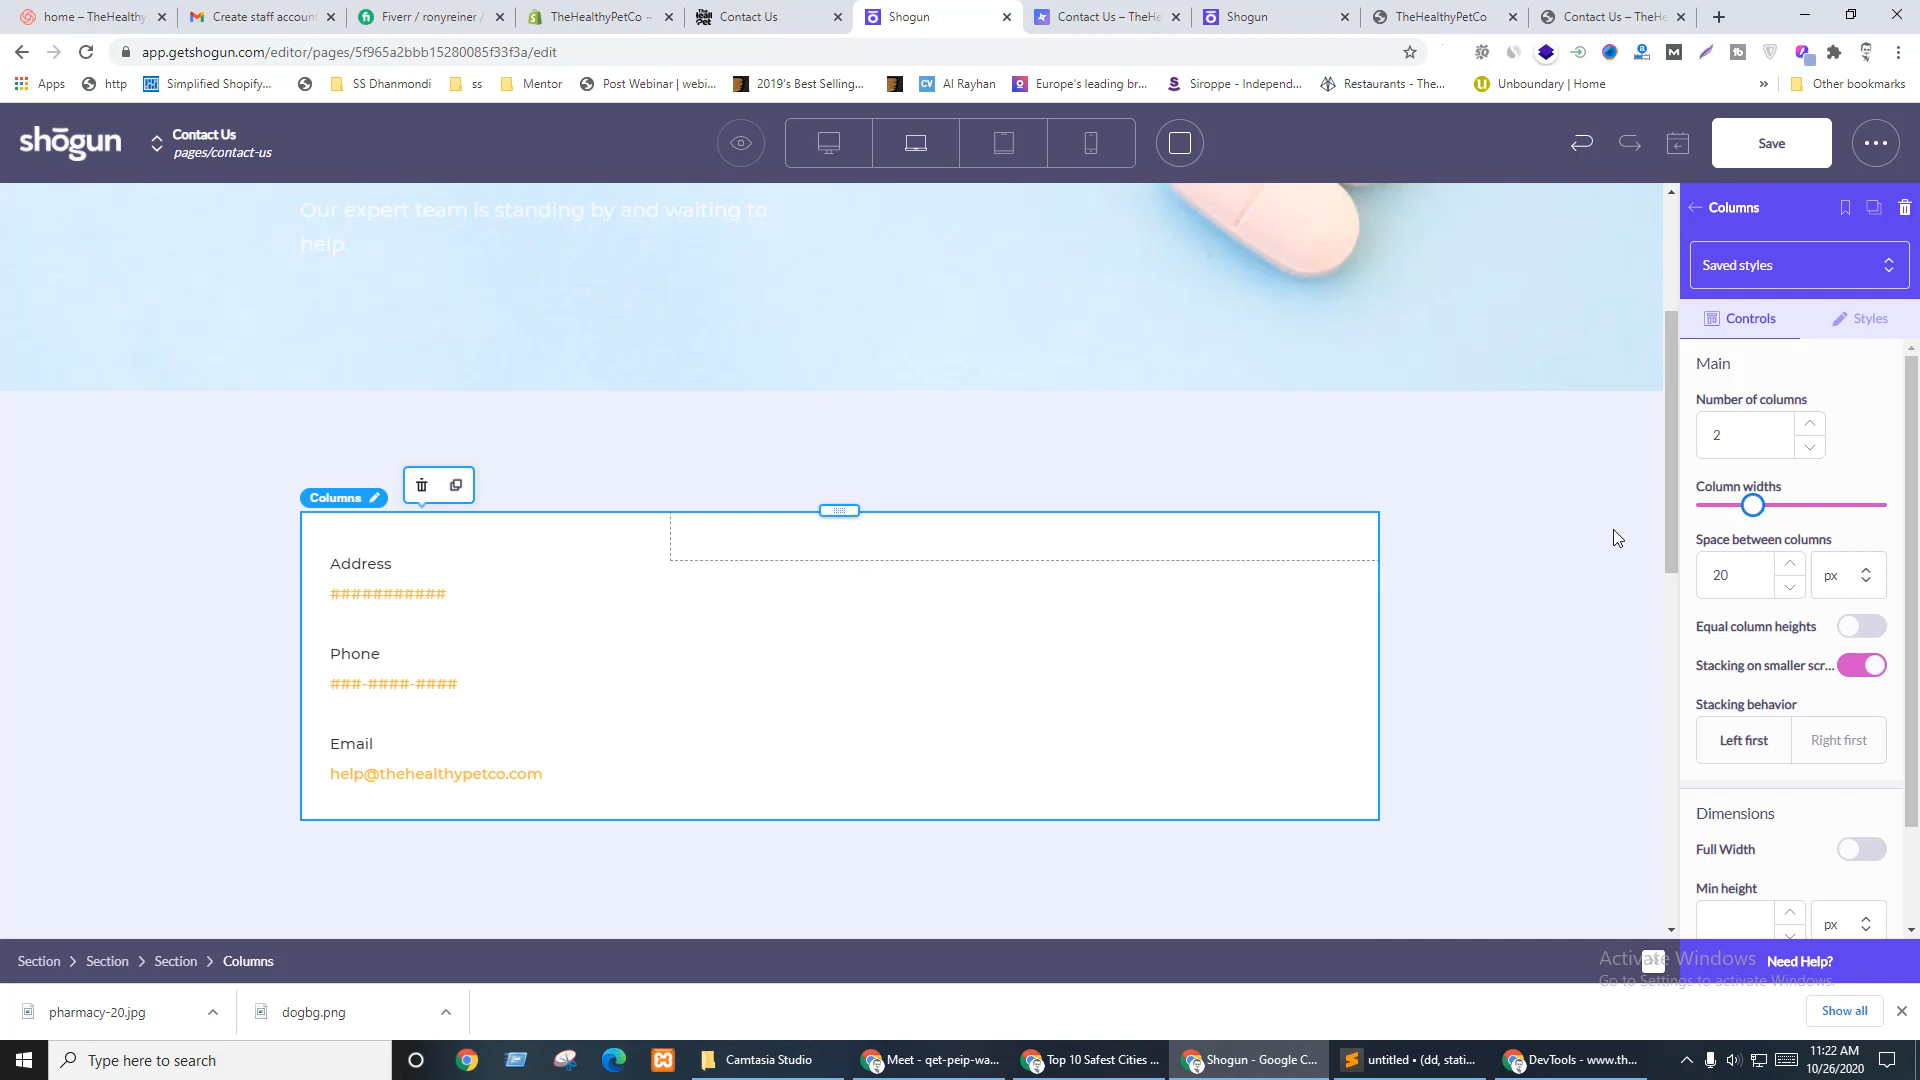 home – TheHealthy
Create staff accoun
Fiverr / ronyreiner /
TheHealthyPetCo ~
Contact Us
Shogun
Contact Us – TheHe
Shogun
TheHealthyPetCo
Contact Us – TheHe
app.getshogun.com/editor/pages/5f965a2bbb15280085f33f3a/edit
Apps
http
Simplified Shopify...
SS Dhanmondi
ss
Mentor
Post Webinar | webi...
2019's Best Selling...
CV
Al Rayhan
Europe's leading br...
Siroppe - Independ...
Restaurants - The...
Unboundary | Home
»
Other bookmarks
shōgun
Contact Us
pages/contact-us
Save
Our expert team is standing by and waiting to
help.
Columns
Saved styles
Controls
Styles
Main
Number of columns
2
Column widths
Space between columns
20
px
Equal column heights
Stacking on smaller scr...
Stacking behavior
Left first
Right first
Dimensions
Full Width
Min height
px
Columns
Address
###########
Phone
###-####-####
Email
help@thehealthypetco.com
Section > Section > Section > Columns
Activate Windows
Go to Settings to activate Windows.
Need Help?
pharmacy-20.jpg
dogbg.png
Show all
Type here to search
Camtasia Studio
Meet - qet-peip-wa...
Top 10 Safest Cities ...
Shogun - Google C...
untitled • (dd, stati...
DevTools - www.th...
11:22 AM
10/26/2020